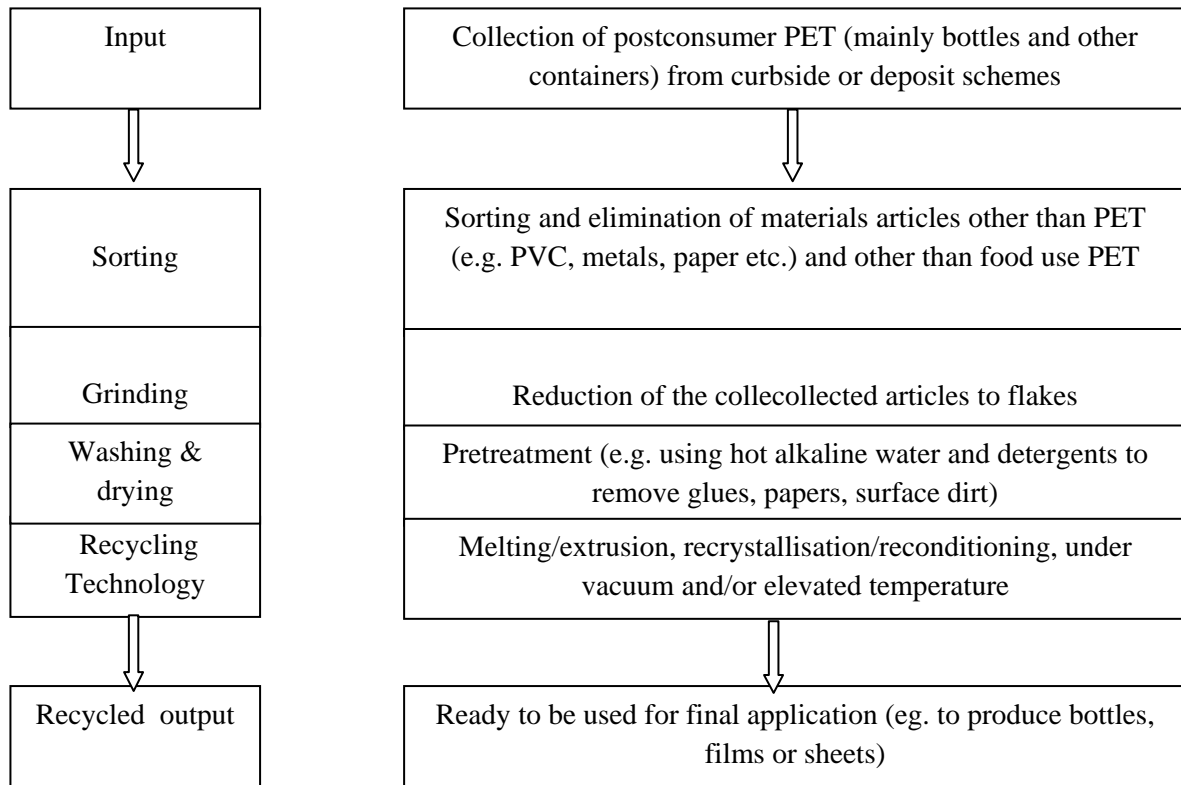 Input
Collection of postconsumer PET (mainly bottles and other
containers) from curbside or deposit schemes
Sorting
Sorting and elimination of materials articles other than PET
(e.g. PVC, metals, paper etc.) and other than food use PET
Grinding
Reduction of the collecollected articles to flakes
Washing &
drying
Pretreatment (e.g. using hot alkaline water and detergents to
remove glues, papers, surface dirt)
Recycling
Technology
Melting/extrusion, recrystallisation/reconditioning, under
vacuum and/or elevated temperature
Recycled output
Ready to be used for final application (eg. to produce bottles,
films or sheets)